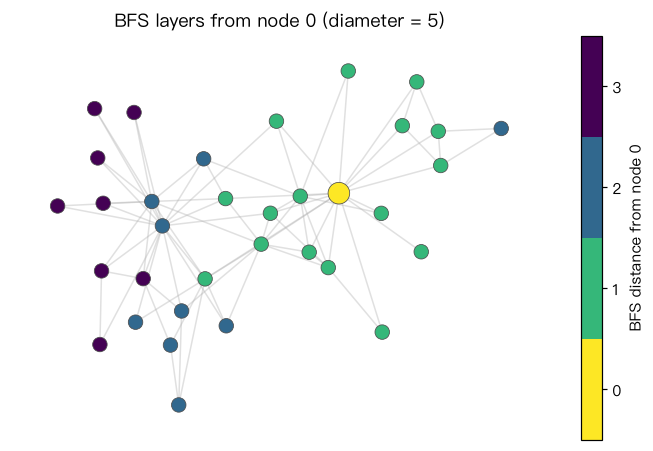 BFS layers from node 0 (diameter = 5)
3
2
1
0
BFS distance from node 0